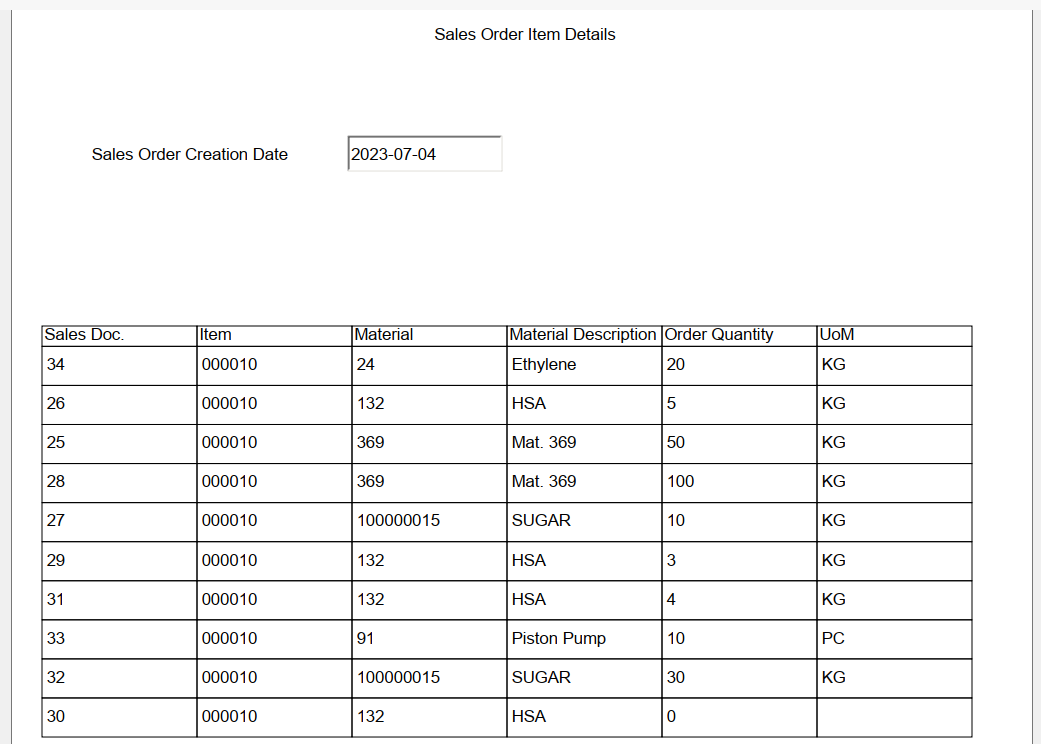 Sales Order Item Details
Sales Order Creation Date 2023-07-04
Sales Doc. Item Material Material Description Order Quantity UoM
34 000010 24 Ethylene 20 KG
26 000010 132 HSA 5 KG
25 000010 369 Mat. 369 50 KG
28 000010 369 Mat. 369 100 KG
27 000010 100000015 SUGAR 10 KG
29 000010 132 HSA 3 KG
31 000010 132 HSA 4 KG
33 000010 91 Piston Pump 10 PC
32 000010 100000015 SUGAR 30 KG
30 000010 132 HSA 0